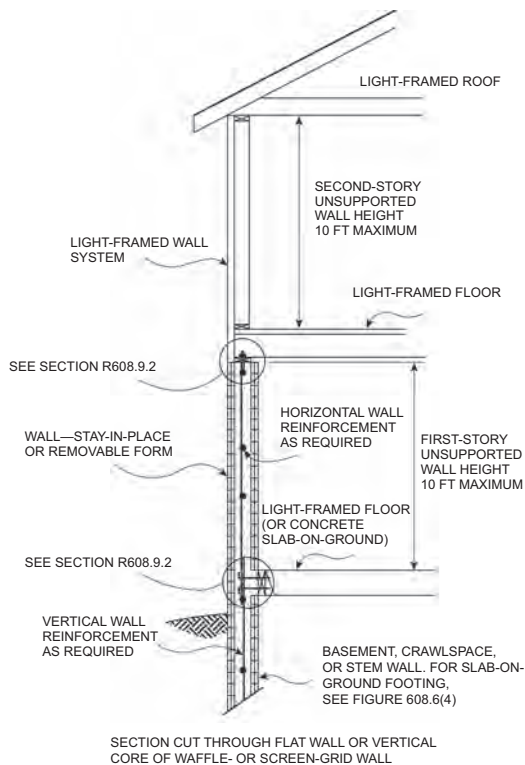 LIGHT-FRAMED ROOF
SECOND-STORY
UNSUPPORTED
WALL HEIGHT
10 FT MAXIMUM
LIGHT-FRAMED WALL
SYSTEM
LIGHT-FRAMED FLOOR
SEE SECTION R608.9.2
HORIZONTAL WALL
REINFORCEMENT
AS REQUIRED
WALL—STAY-IN-PLACE
OR REMOVABLE FORM
FIRST-STORY
UNSUPPORTED
WALL HEIGHT
10 FT MAXIMUM
LIGHT-FRAMED FLOOR
(OR CONCRETE
SLAB-ON-GROUND)
SEE SECTION R608.9.2
VERTICAL WALL
REINFORCEMENT
AS REQUIRED
BASEMENT, CRAWLSPACE,
OR STEM WALL. FOR SLAB-ON-
GROUND FOOTING,
SEE FIGURE 608.6(4)
SECTION CUT THROUGH FLAT WALL OR VERTICAL
CORE OF WAFFLE- OR SCREEN-GRID WALL